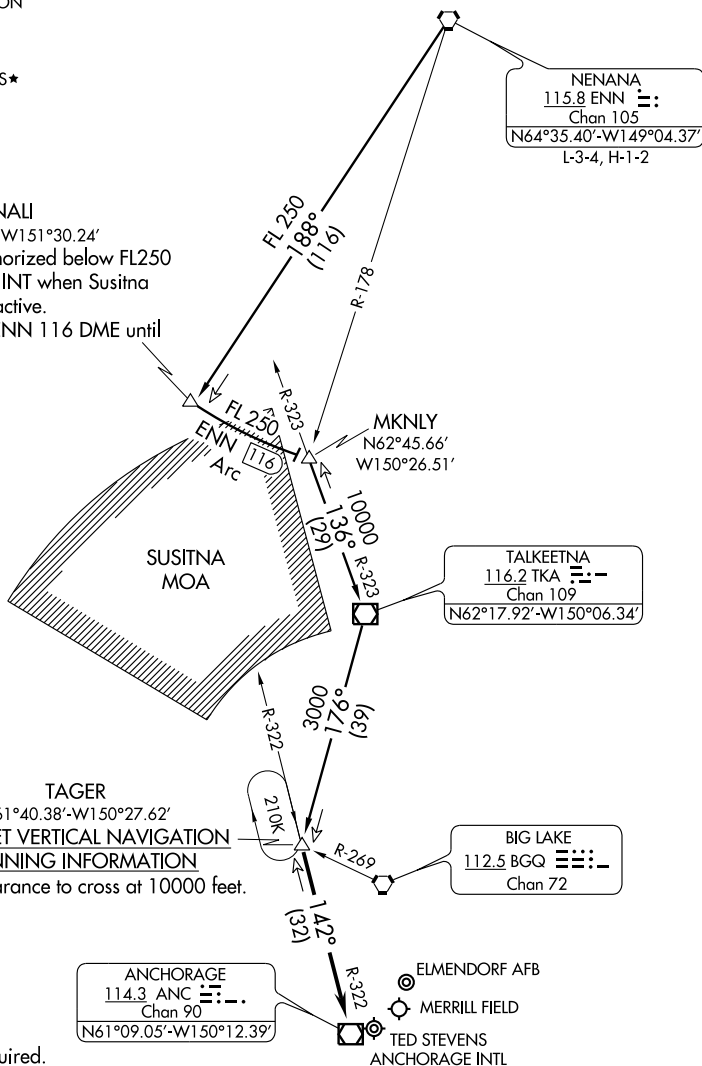 ON
S★
NENANA
115.8 ENN
Chan 105
N64°35.40'-W149°04.37'
L-3-4, H-1-2
FL 250
188°
(116)
R-178
NALI
W151°30.24'
horized below FL250
INT when Susitna
active.
ENN 116 DME until
R-323
FL 250
ENN
116
Arc
MKNLY
N62°45.66'
W150°26.51'
10000
136°
(29)
R-323
SUSITNA
MOA
TALKEETNA
116.2 TKA
Chan 109
N62°17.92'-W150°06.34'
3000
176°
(39)
R-322
TAGER
61°40.38'-W150°27.62'
ET VERTICAL NAVIGATION
NNING INFORMATION
arance to cross at 10000 feet.
210K
R-269
BIG LAKE
112.5 BGQ
Chan 72
142°
(32)
R-322
ANCHORAGE
114.3 ANC
Chan 90
N61°09.05'-W150°12.39'
ELMENDORF AFB
MERRILL FIELD
TED STEVENS
ANCHORAGE INTL
uired.